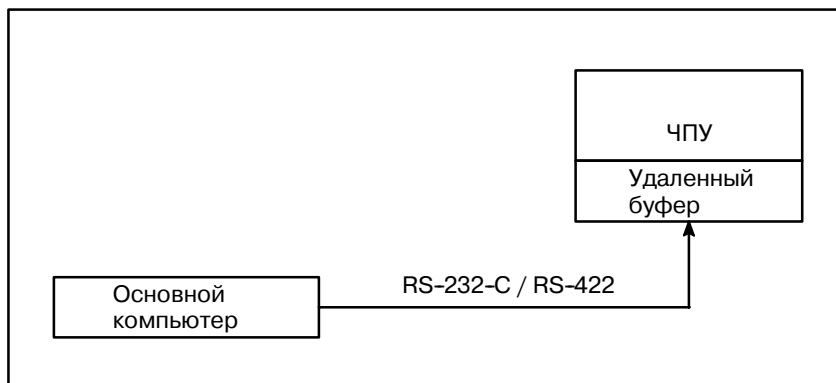 ЧПУ
Удаленный
буфер
RS-232-C / RS-422
Основной
компьютер